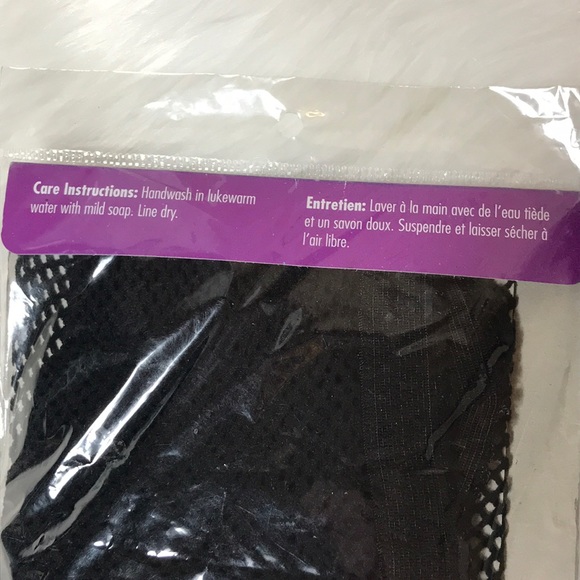 Care Instructions: Handwash in lukewarm
water with mild soap. Line dry.
Entretien: Laver à la main avec de l'eau tiède
et un savon doux. Suspendre et laisser sécher à
l'air libre.